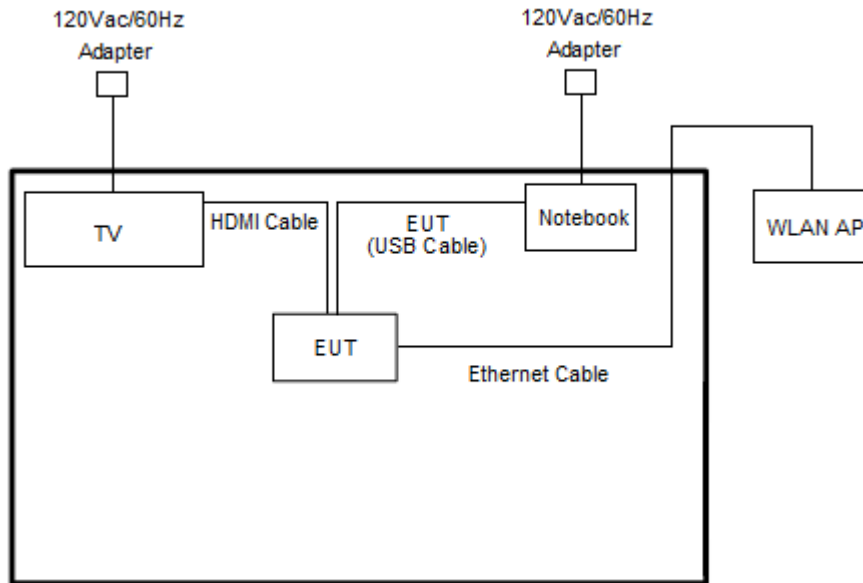 120Vac/60Hz
Adapter
120Vac/60Hz
Adapter
TV
HDMI Cable
EUT
(USB Cable)
Notebook
WLAN AP
EUT
Ethernet Cable